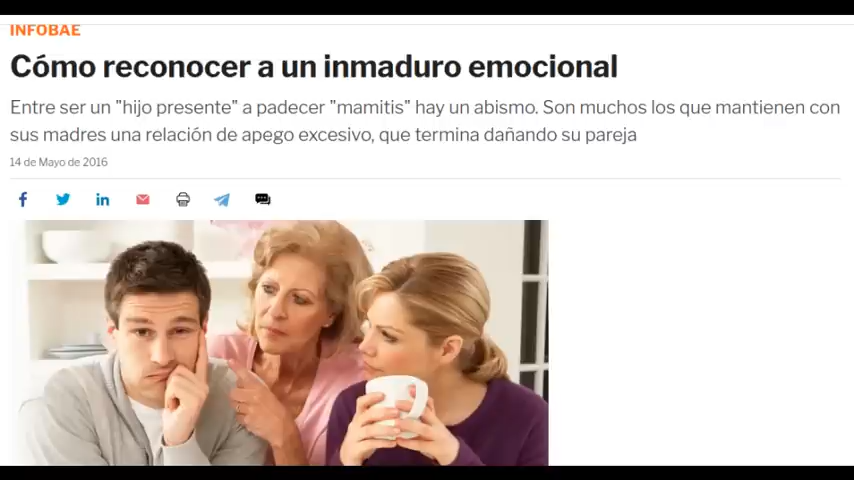 INFOBAE
Cómo reconocer a un inmaduro emocional
Entre ser un "hijo presente" a padecer "mamitis" hay un abismo. Son muchos los que mantienen con
sus madres una relación de apego excesivo, que termina dañando su pareja
14 de Mayo de 2016